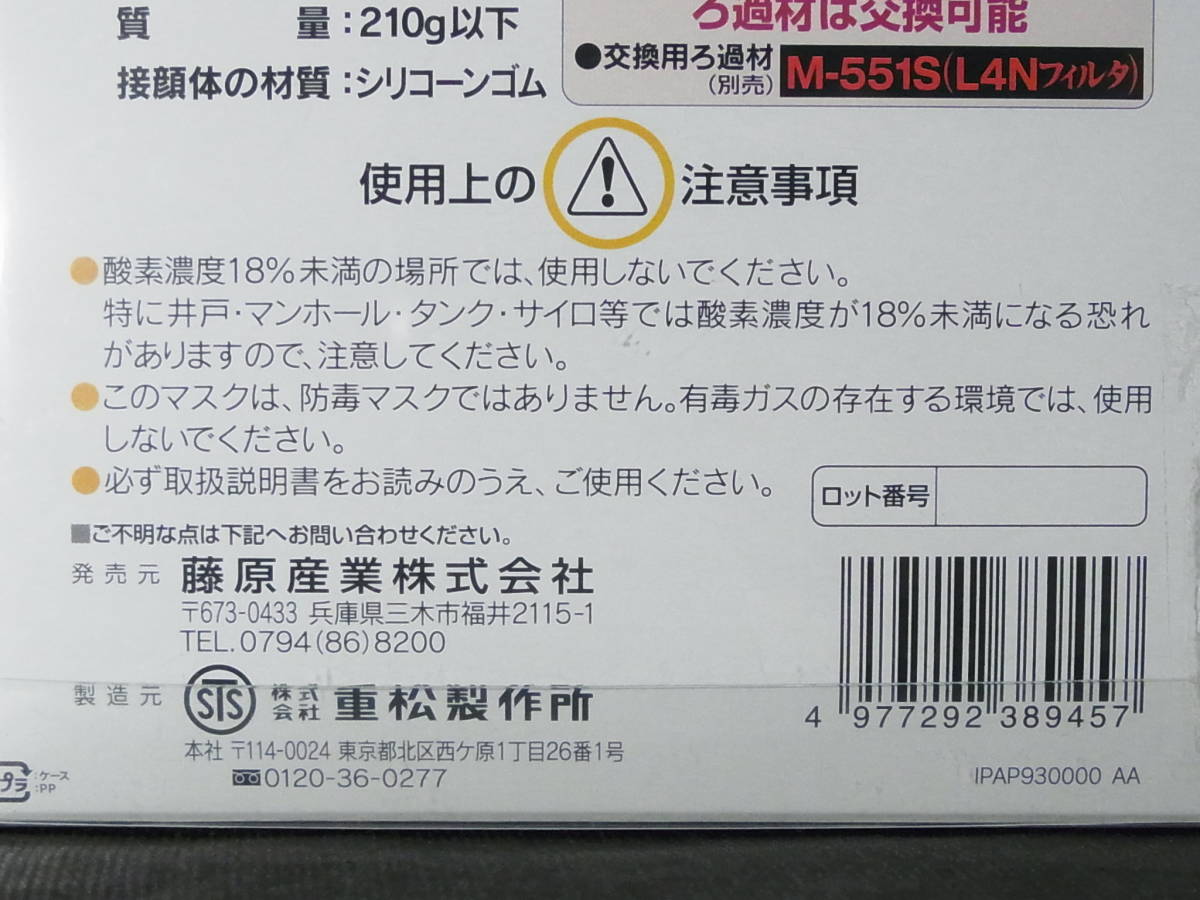 質　　　量：210g以下
接顔体の材質：シリコーンゴム
ろ過材は交換可能
●交換用ろ過材
(別売)
M-551S(L4Nフィルタ)
使用上の 注意事項
●酸素濃度18%未満の場所では、使用しないでください。
特に井戸・マンホール・タンク・サイロ等では酸素濃度が18%未満になる恐れ
がありますので、注意してください。
●このマスクは、防毒マスクではありません。有毒ガスの存在する環境では、使用
しないでください。
●必ず取扱説明書をお読みのうえ、ご使用ください。
ロット番号
■ご不明な点は下記へお問い合わせください。
発売元 藤原産業株式会社
〒673-0433 兵庫県三木市福井2115-1
TEL.0794(86)8200
製造元 STS 株式会社 重松製作所
本社 〒114-0024 東京都北区西ケ原1丁目26番1号
0120-36-0277
4 977292 389457
IPAP930000 AA
プラ :ケース
:PP